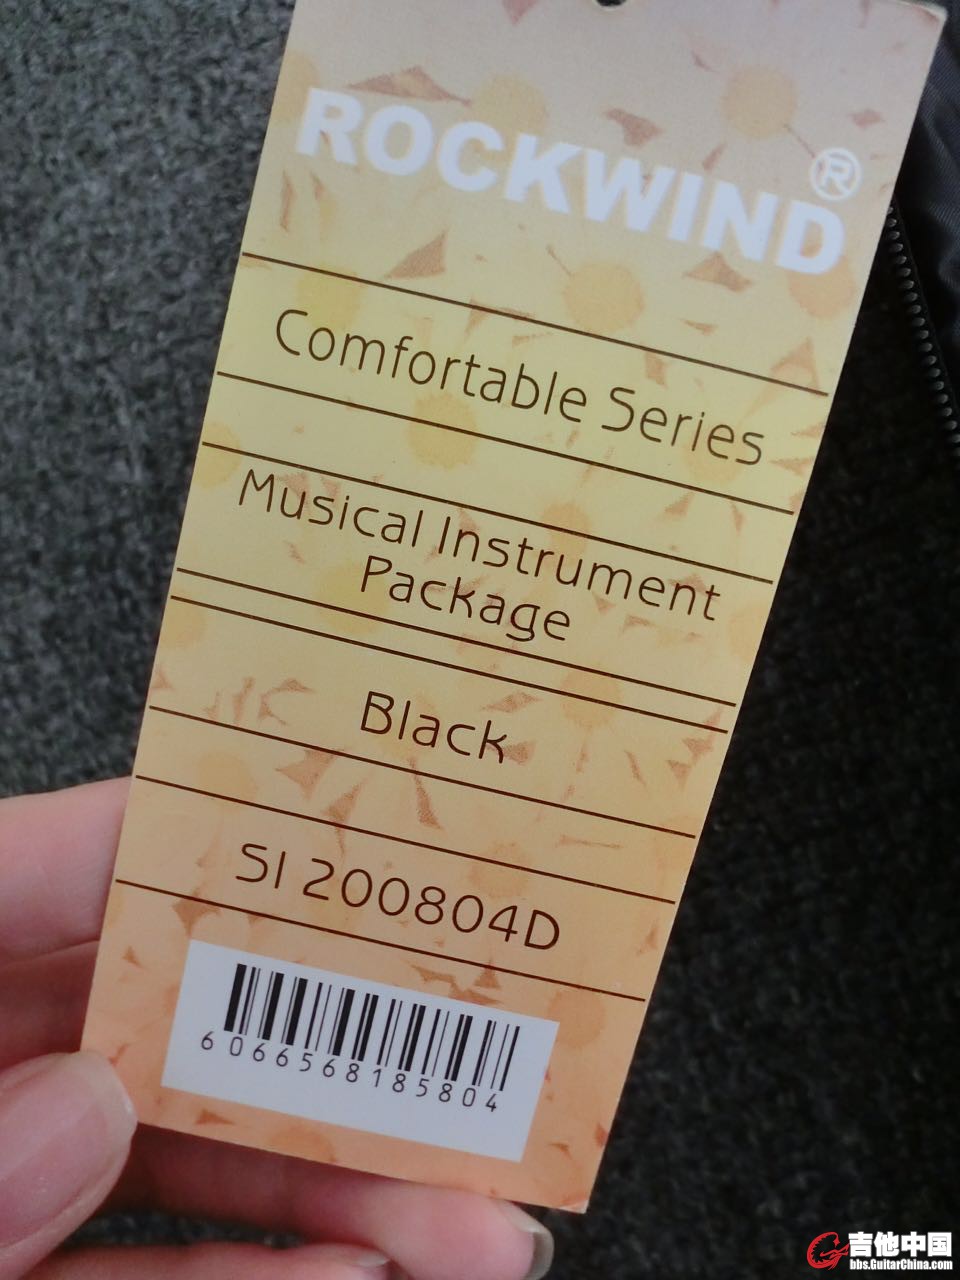 ROCKWIND®
Comfortable Series
Musical Instrument
Package
Black
SI 200804D
6066568185804
吉他中国
bbs.GuitarChina.com